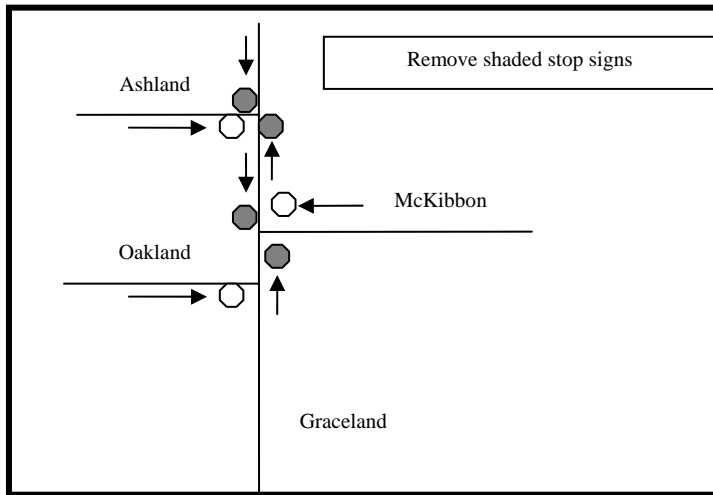 Remove shaded stop signs
Ashland
McKibbon
Oakland
Graceland